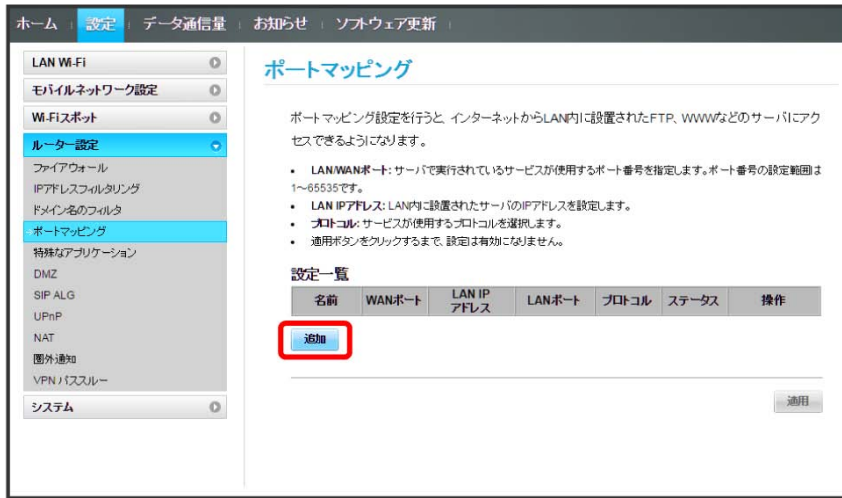 ホーム 設定 データ通信量 お知らせ ソフトウェア更新
LAN Wi-Fi
モバイルネットワーク設定
Wi-Fiスポット
ルーター設定
ファイアウォール
IPアドレスフィルタリング
ドメイン名のフィルタ
ポートマッピング
特殊なアプリケーション
DMZ
SIP ALG
UPnP
NAT
圏外通知
VPN パススルー
システム
ポートマッピング
ポートマッピング設定を行うと、インターネットからLAN内に設置されたFTP、WWWなどのサーバにアク
セスできるようになります。
• LAN/WANポート: サーバで実行されているサービスが使用するポート番号を指定します。ポート番号の設定範囲は
1～65535です。
• LAN IPアドレス: LAN内に設置されたサーバのIPアドレスを設定します。
• プロトコル: サービスが使用するプロトコルを選択します。
• 適用ボタンをクリックするまで、設定は有効になりません。
設定一覧
名前 WANポート LAN IP アドレス LANポート プロトコル ステータス 操作
追加
適用